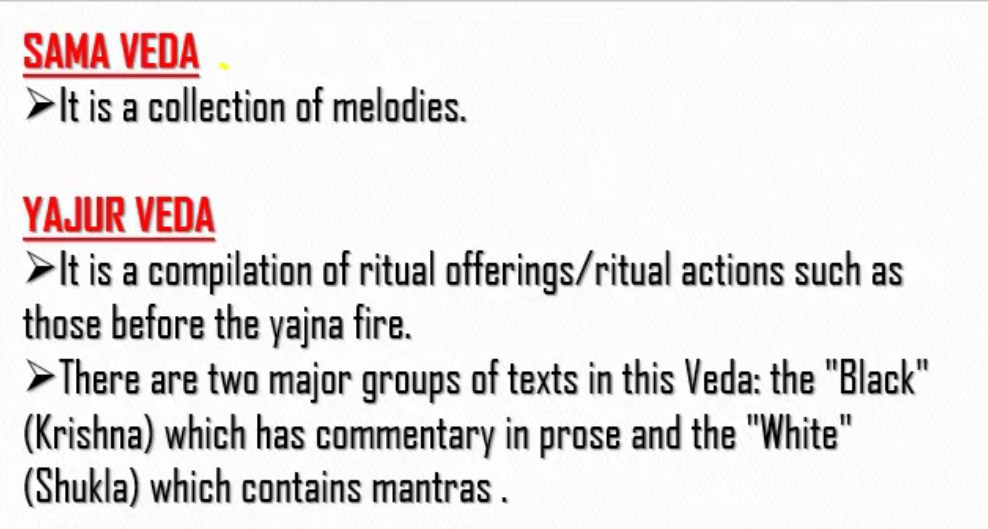 SAMA VEDA
➢It is a collection of melodies.
YAJUR VEDA
➢It is a compilation of ritual offerings/ritual actions such as
those before the yajna fire.
➢There are two major groups of texts in this Veda: the "Black"
(Krishna) which has commentary in prose and the "White"
(Shukla) which contains mantras .